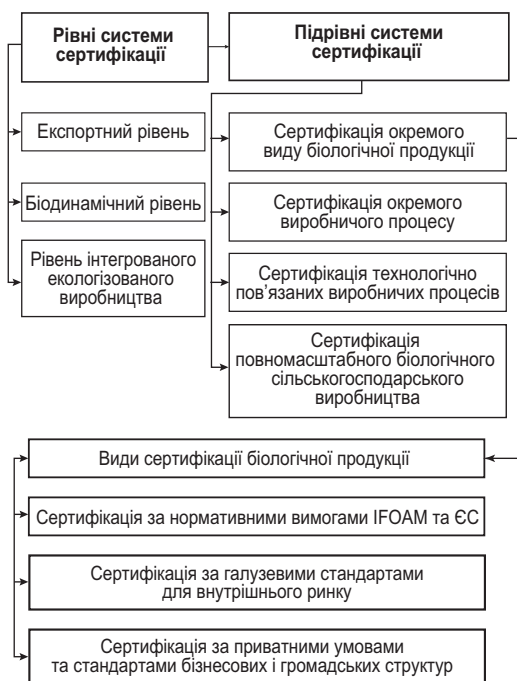 Рівні системи
сертифікації
Підрівні системи
сертифікації
Експортний рівень
Біодинамічний рівень
Рівень інтегрованого
екологізованого
виробництва
Сертифікація окремого
виду біологічної продукції
Сертифікація окремого
виробничого процесу
Сертифікація технологічно
пов’язаних виробничих процесів
Сертифікація
повномасштабного біологічного
сільськогосподарського
виробництва
Види сертифікації біологічної продукції
Сертифікація за нормативними вимогами IFOAM та ЄС
Сертифікація за галузевими стандартами
для внутрішнього ринку
Сертифікація за приватними умовами
та стандартами бізнесових і громадських структур